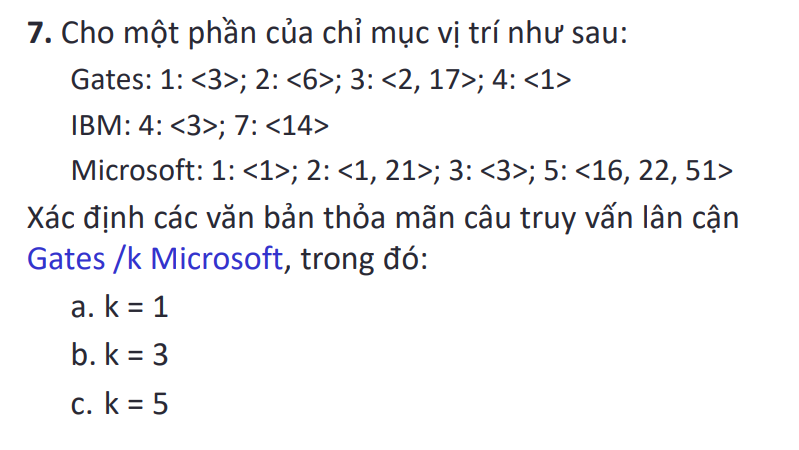 7. Cho một phần của chỉ mục vị trí như sau:
Gates: 1: <3>; 2: <6>; 3: <2, 17>; 4: <1>
IBM: 4: <3>; 7: <14>
Microsoft: 1: <1>; 2: <1, 21>; 3: <3>; 5: <16, 22, 51>
Xác định các văn bản thỏa mãn câu truy vấn lân cận
Gates /k Microsoft, trong đó:
a. k = 1
b. k = 3
c. k = 5